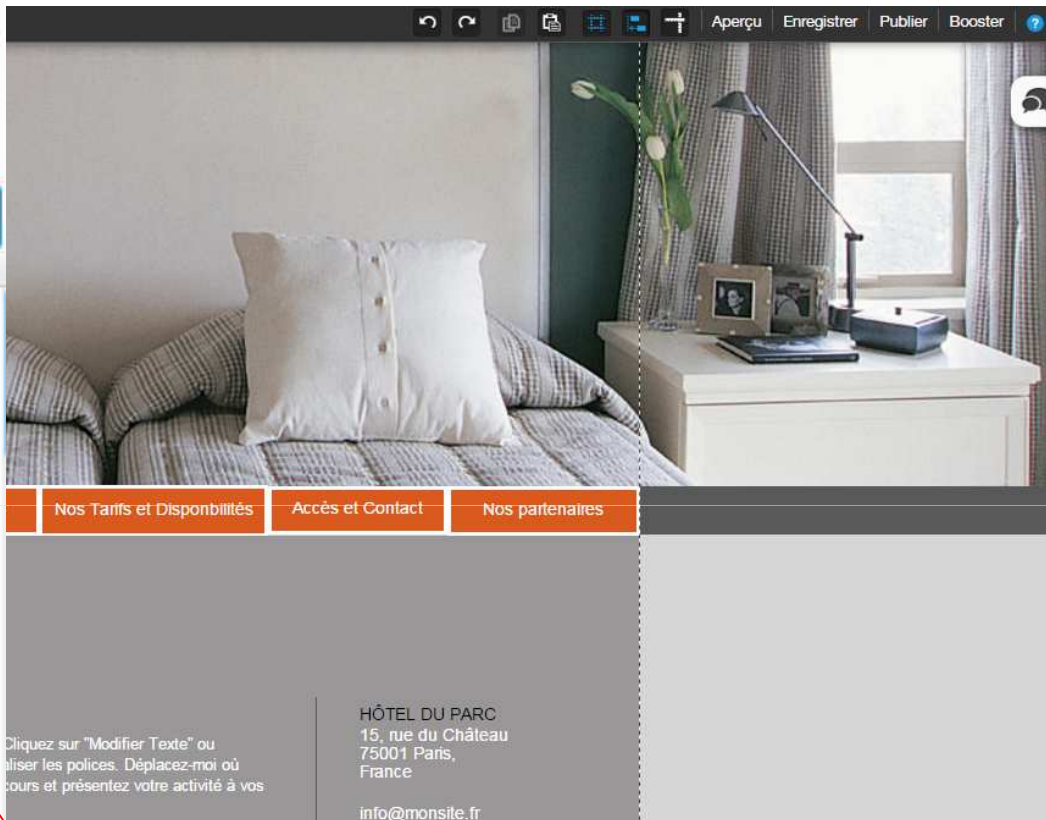 Aperçu Enregistrer Publier Booster ?
Nos Tarifs et Disponbilités Accès et Contact Nos partenaires
HÔTEL DU PARC
15, rue du Château
75001 Paris,
France
info@monsite.fr
Cliquez sur "Modifier Texte" ou
aliser les polices. Déplacez-moi où
cours et présentez votre activité à vos